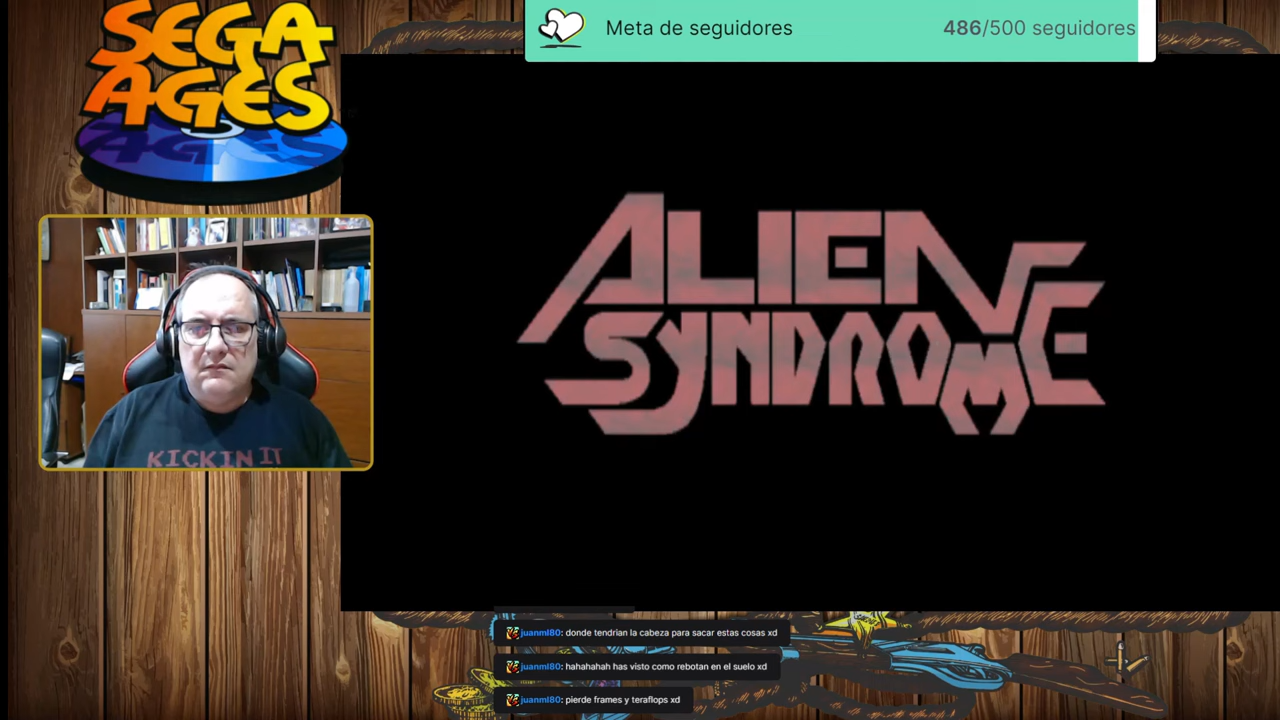 SEGA
AGES
Meta de seguidores
486/500 seguidores
ALIEN
SYNDROME
KICKIN IT
juanml80: donde tendrian la cabeza para sacar estas cosas xd
juanml80: hahahahah has visto como rebotan en el suelo xd
juanml80: pierde frames y teraflops xd